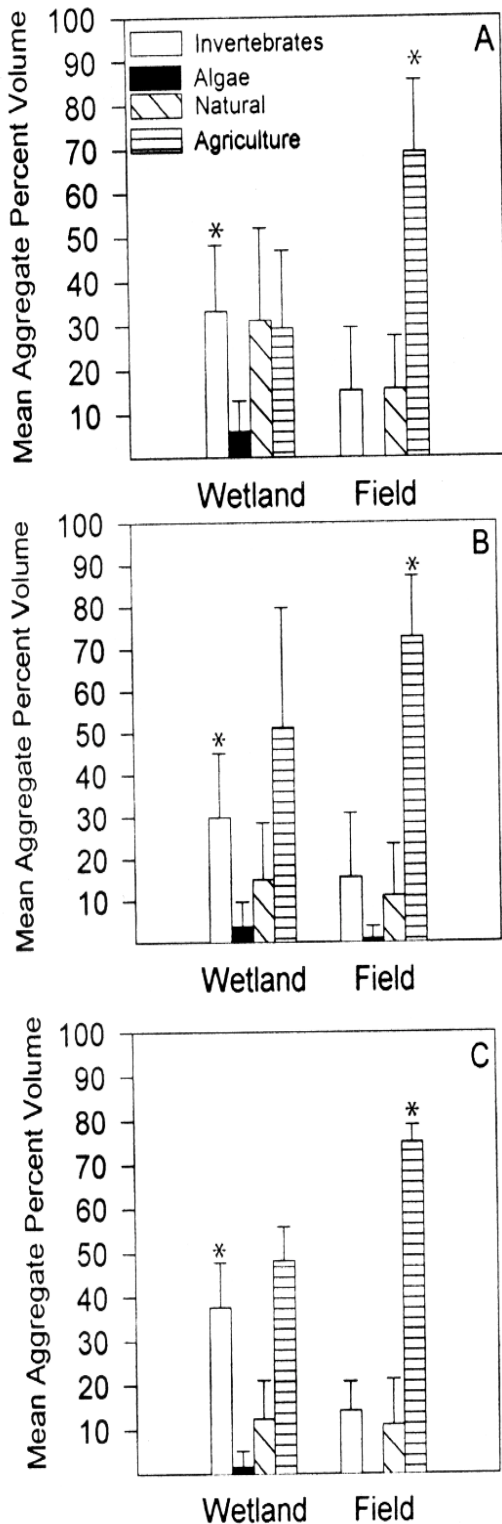 Mean Aggregate Percent Volume
100
90
80
70
60
50
40
30
20
10
Invertebrates
Algae
Natural
Agriculture
A
*
*
Wetland Field
Mean Aggregate Percent Volume
100
90
80
70
60
50
40
30
20
10
B
*
*
Wetland Field
Mean Aggregate Percent Volume
100
90
80
70
60
50
40
30
20
10
C
*
*
Wetland Field